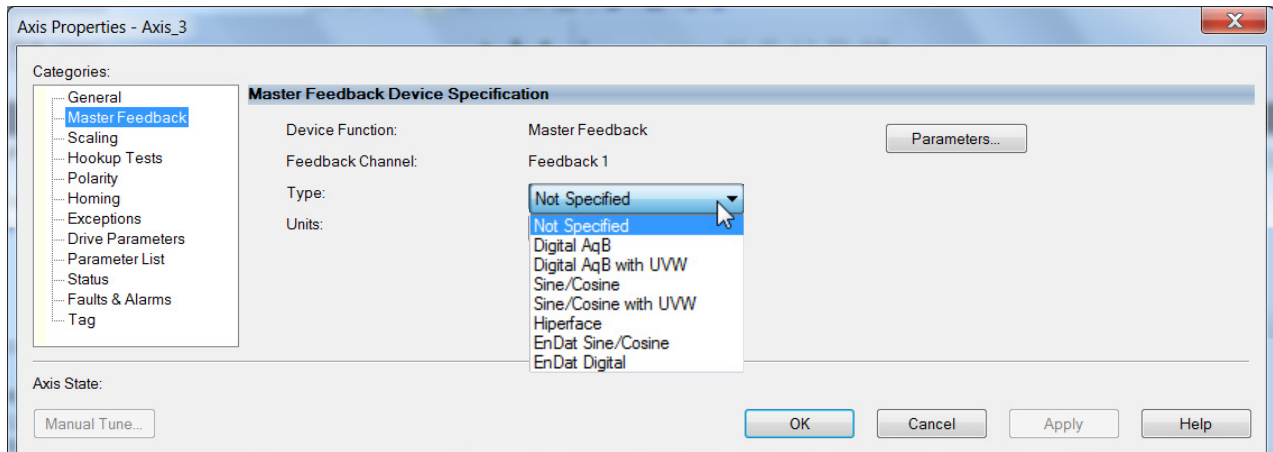 Axis Properties - Axis_3
Categories:
General
Master Feedback
Scaling
Hookup Tests
Polarity
Homing
Exceptions
Drive Parameters
Parameter List
Status
Faults & Alarms
Tag
Master Feedback Device Specification
Device Function: Master Feedback
Parameters...
Feedback Channel: Feedback 1
Type: Not Specified
Units:
Not Specified
Digital AqB
Digital AqB with UVW
Sine/Cosine
Sine/Cosine with UVW
Hiperface
EnDat Sine/Cosine
EnDat Digital
Axis State:
Manual Tune... OK Cancel Apply Help